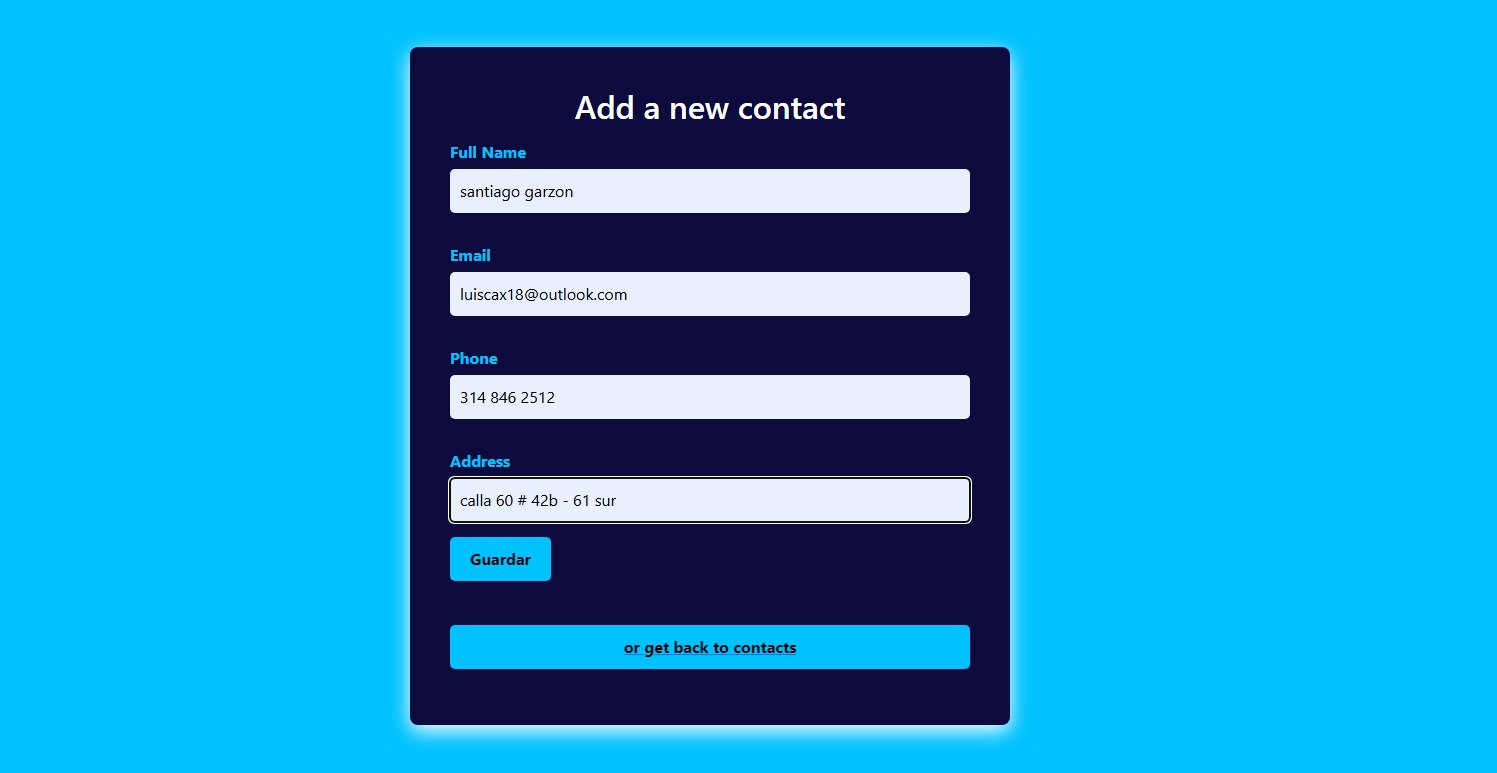 Add a new contact
Full Name
santiago garzon
Email
luiscax18@outlook.com
Phone
314 846 2512
Address
calla 60 # 42b - 61 sur
Guardar
or get back to contacts